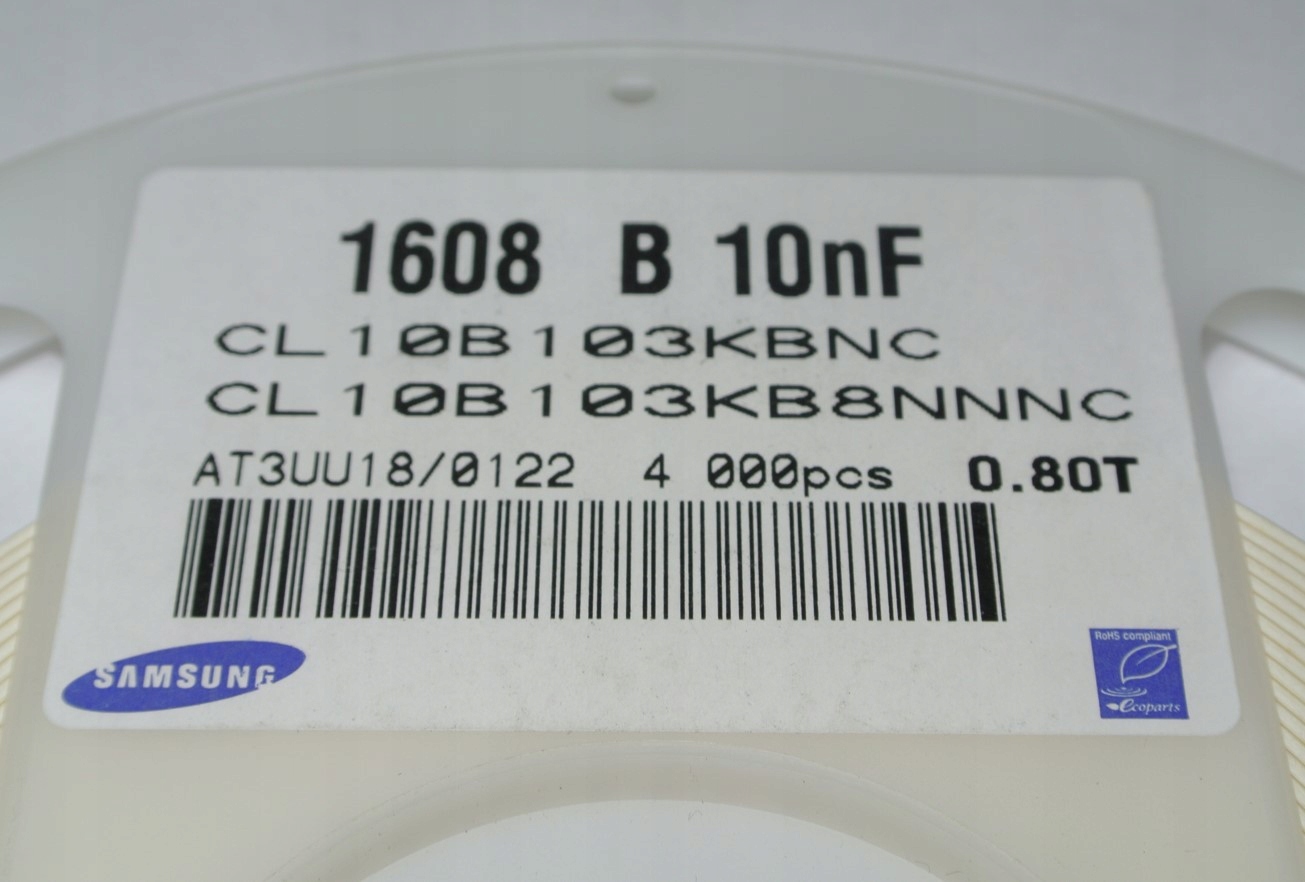 1608 B 10nF
CL10B103KBNC
CL10B103KB8NNNC
AT3UU18/0122 4 000pcs 0.80T
SAMSUNG
RoHS compliant
ecoparts